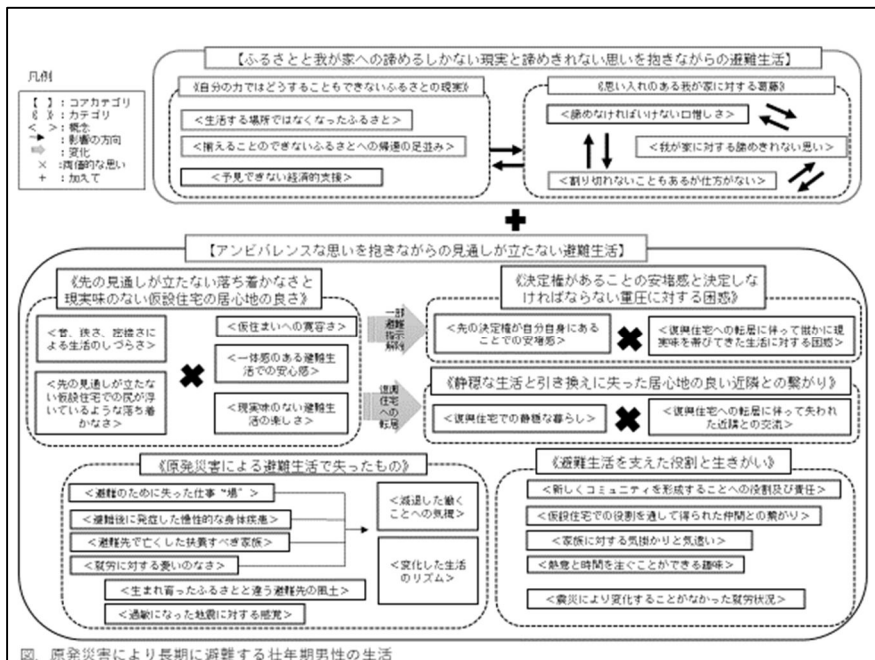 【ふるさとと我が家への諦めるしかない現実と諦めきれない思いを抱きながらの避難生活】
凡例
【 】：コアカテゴリ
《 》：カテゴリ
< >：概念
：影響の方向
：変化
×：両価的な思い
+：加えて
《自分の力ではどうすることもできないふるさとの現実》
<生活する場所ではなくなったふるさと>
<揃えることのできないふるさとへの帰還の足並み>
<予見できない経済的支援>
《思い入れのある我が家に対する葛藤》
<諦めなければいけない口惜しさ>
<我が家に対する諦めきれない思い>
<割り切れないこともあるが仕方がない>
【アンビバレンスな思いを抱きながらの見通しが立たない避難生活】
《先の見通しが立たない落ち着かなさと
現実味のない仮設住宅の居心地の良さ》
<音、狭さ、密接さに
よる生活のしづらさ>
<先の見通しが立たな
い仮設住宅での尻が浮
いているような落ち着
かなさ>
<仮住まいへの寛容さ>
<一体感のある避難生
活での安心感>
<現実味のない避難生
活の楽しさ>
一部
避難
指示
解除
復興
住宅
への
転居
《決定権があることの安堵感と決定しな
ければならない重圧に対する困惑》
<先の決定権が自分自身にあ
ることでの安堵感>
<復興住宅への転居に伴って俄かに現
実味を帯びてきた生活に対する困惑>
《静穏な生活と引き換えに失った居心地の良い近隣との繋がり》
<復興住宅での静穏な暮らし>
<復興住宅への転居に伴って失われ
た近隣との交流>
《原発災害による避難生活で失ったもの》
<避難のために失った仕事“場”>
<避難後に発症した慢性的な身体疾患>
<避難先で亡くした扶養すべき家族>
<就労に対する憂いのなさ>
<生まれ育ったふるさとと違う避難先の風土>
<過敏になった地震に対する感覚>
<減退した働く
ことへの気概>
<変化した生活
のリズム>
《避難生活を支えた役割と生きがい》
<新しくコミュニティを形成することへの役割及び責任>
<仮設住宅での役割を通して得られた仲間との繋がり>
<家族に対する気掛かりと気遣い>
<熱意と時間を注ぐことができる趣味>
<震災により変化することがなかった就労状況>
図．原発災害により長期に避難する壮年期男性の生活